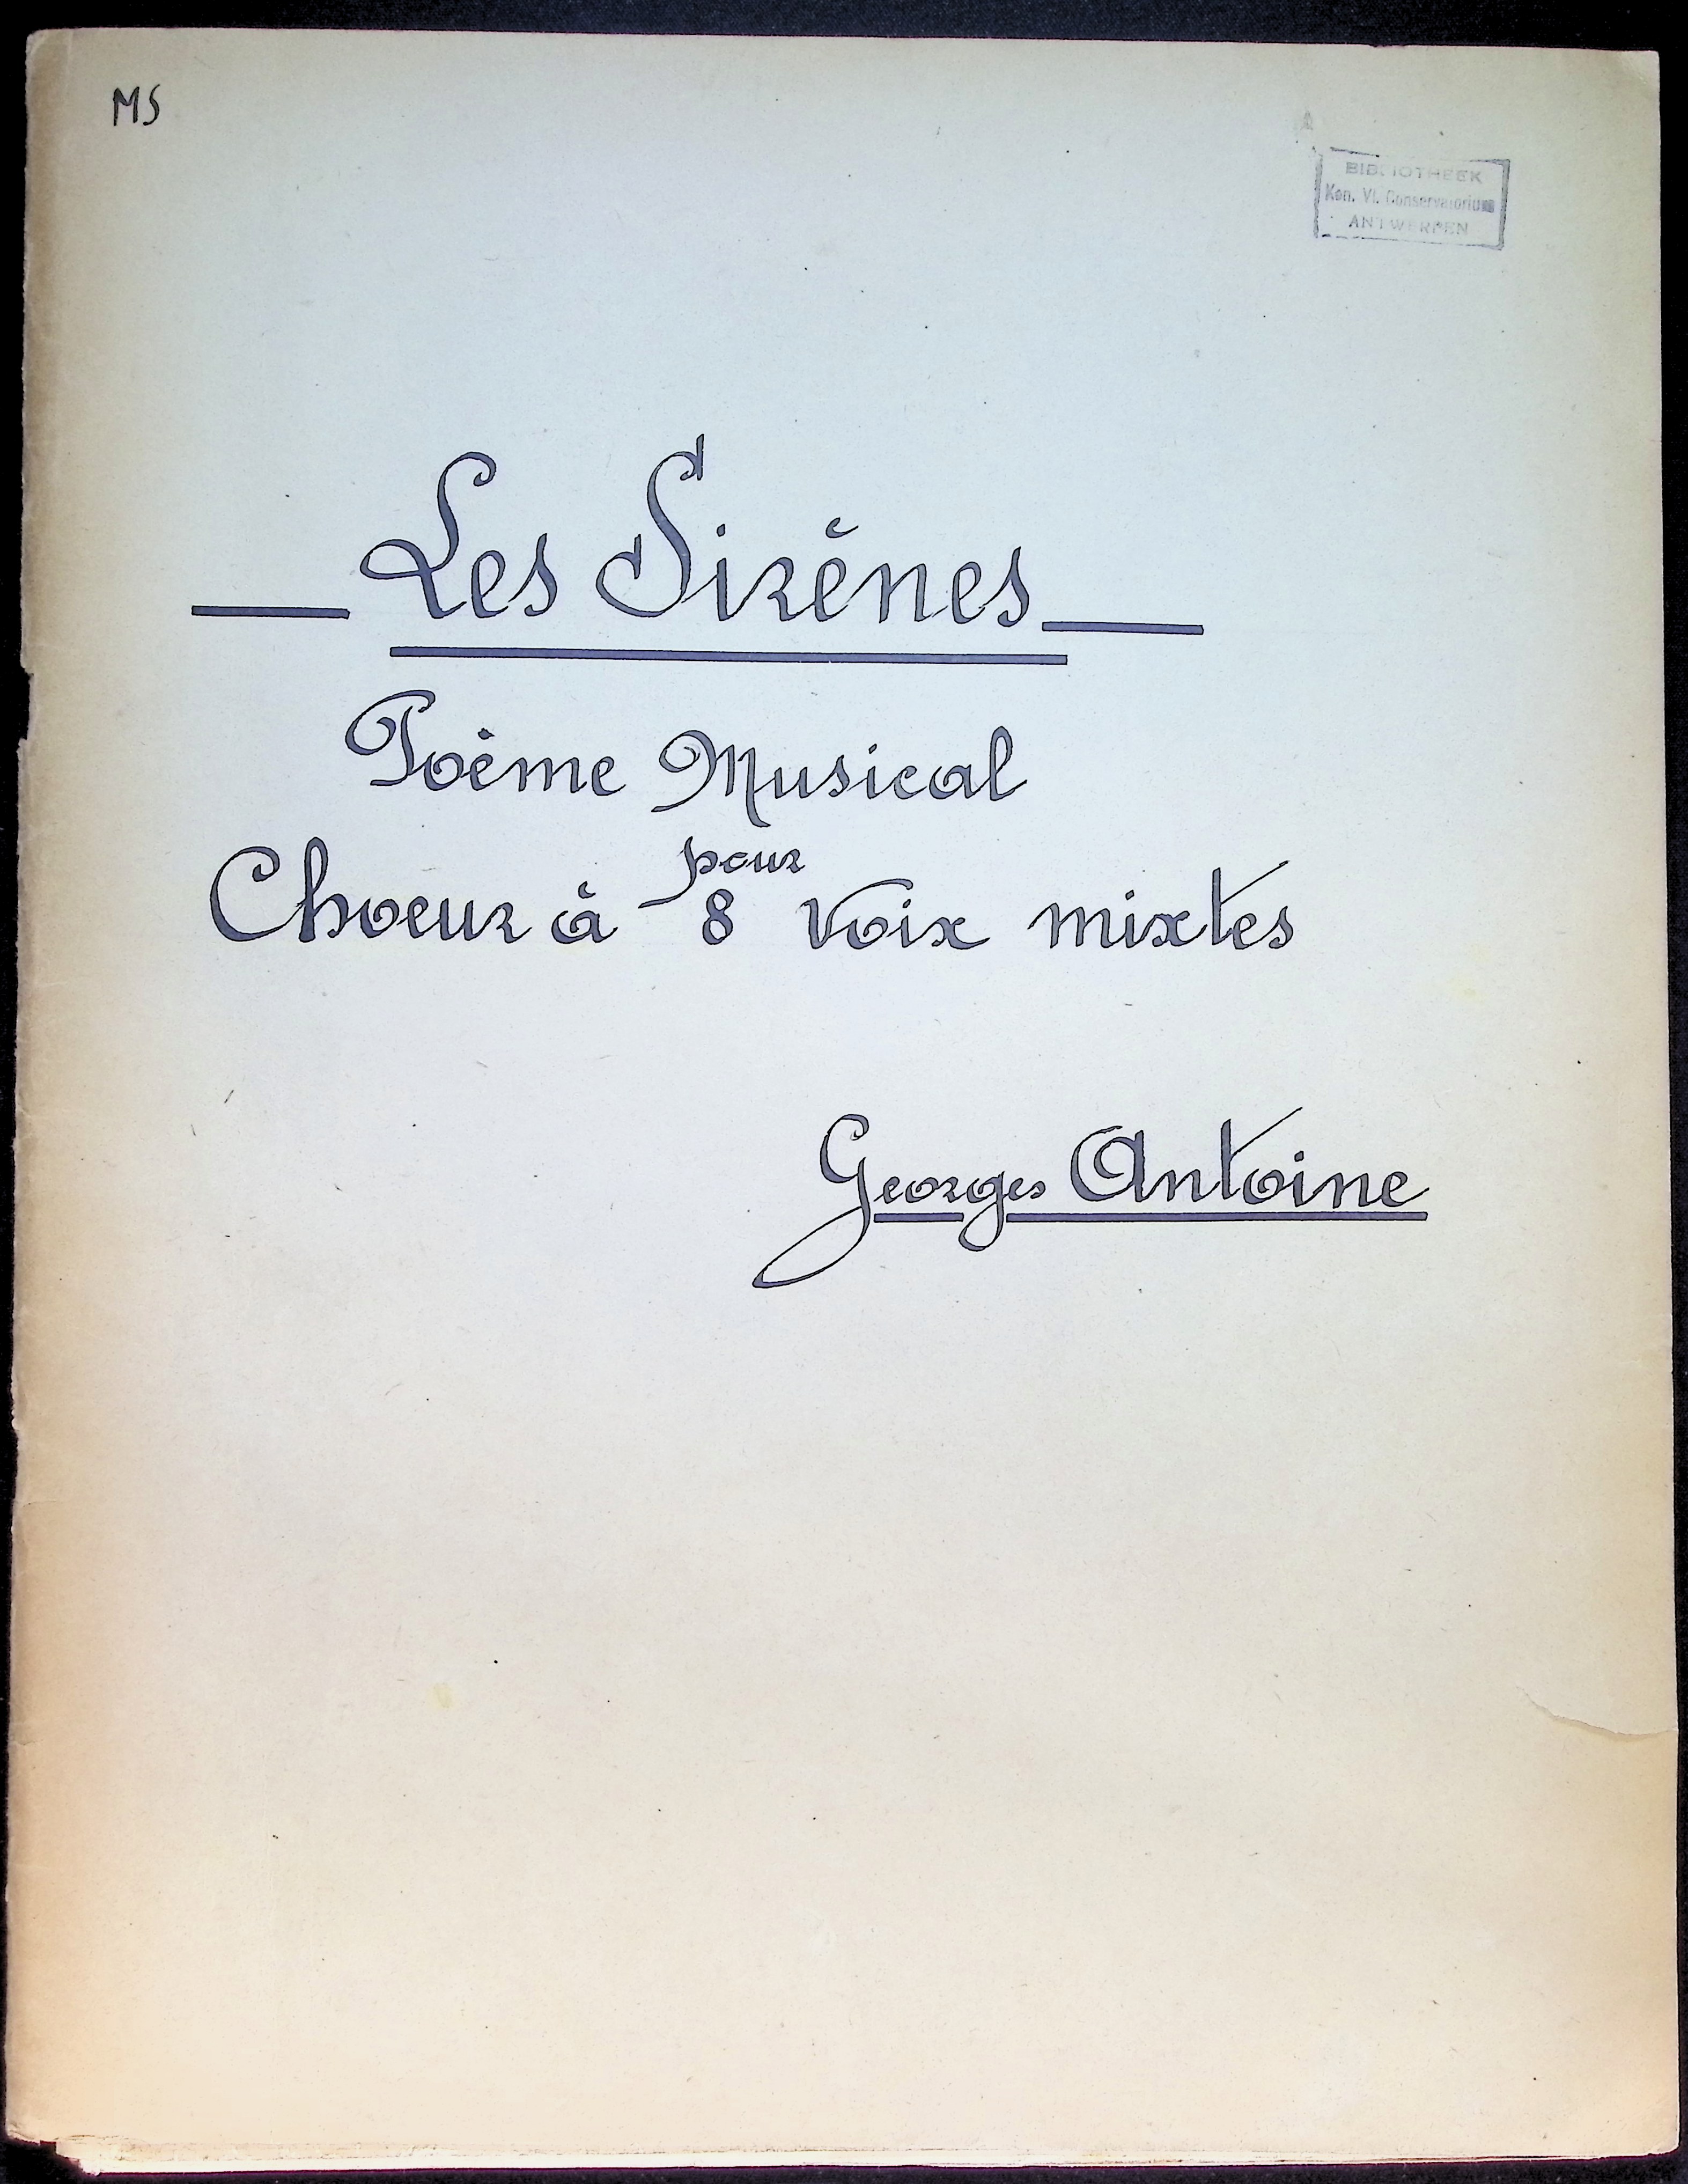 MS
BIBLIOTHEEK
Kon. Vl. Conservatorium
ANTWERPEN
Les Sirènes
Poème Musical
pour
Choeur à 8 voix mixtes
Georges Antoine